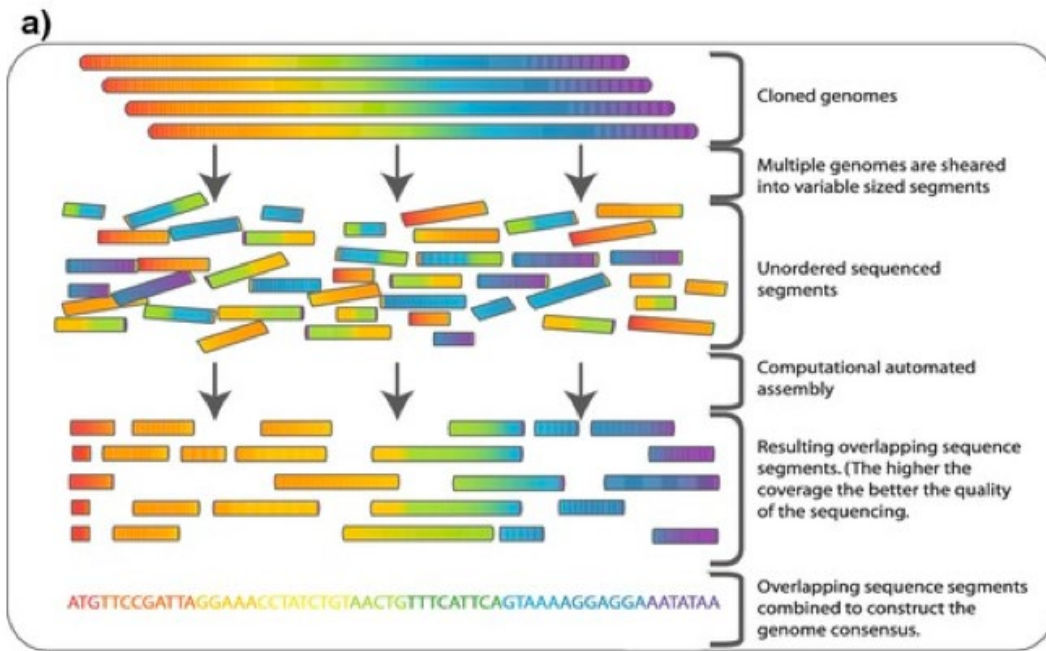 a)
Cloned genomes
Multiple genomes are sheared
into variable sized segments
Unordered sequenced
segments
Computational automated
assembly
Resulting overlapping sequence
segments. (The higher the
coverage the better the quality
of the sequencing.
ATGTTCCGATTAGGAAACCTATCTGTAACTGTTTCATTCAGTAAAAGGAGGAAATATAA
Overlapping sequence segments
combined to construct the
genome consensus.